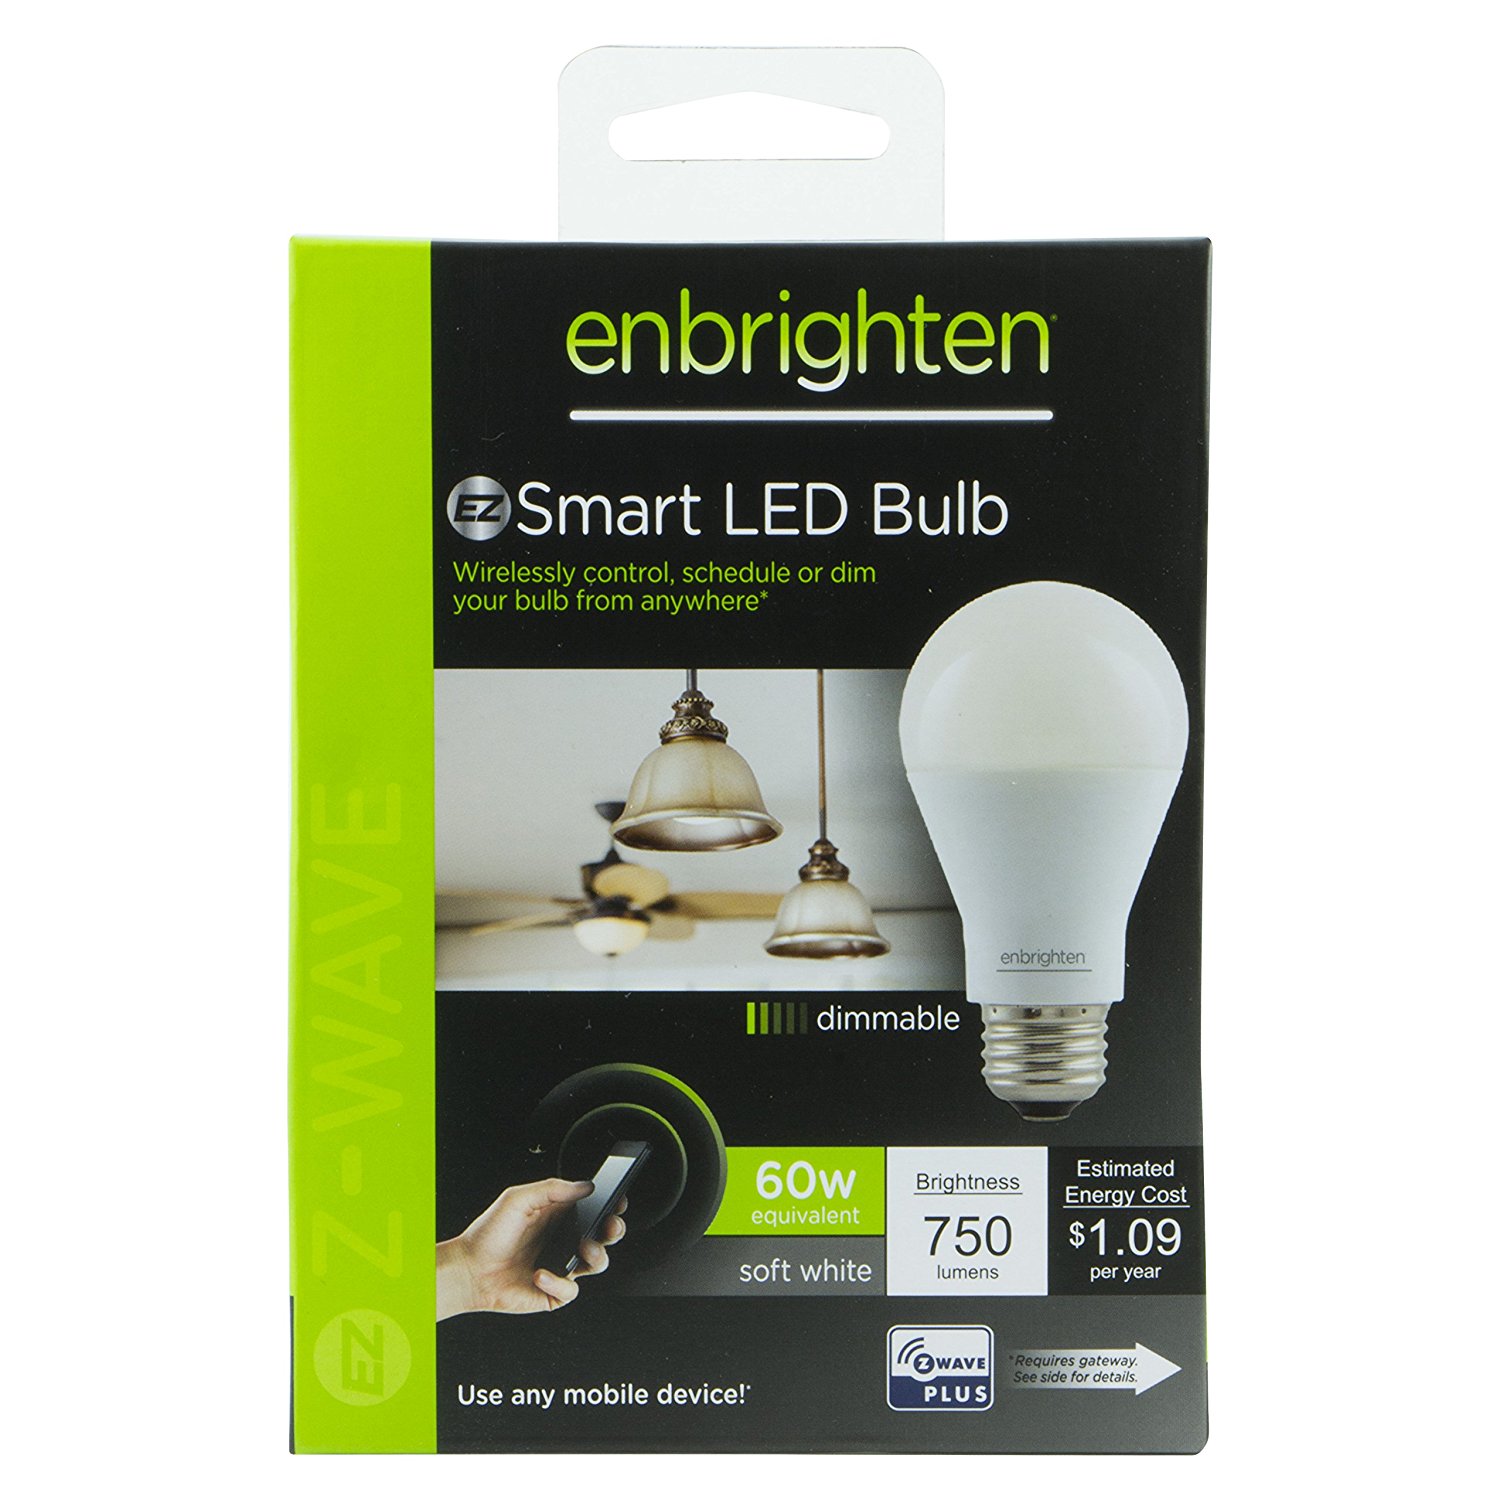 enbrighten
EZ Smart LED Bulb
Wirelessly control, schedule or dim
your bulb from anywhere*
enbrighten
dimmable
60w
equivalent
soft white
Brightness
750
lumens
Estimated
Energy Cost
$1.09
per year
Z-WAVE
PLUS
*Requires gateway.
See side for details.
Use any mobile device!*
EZ Z-WAVE